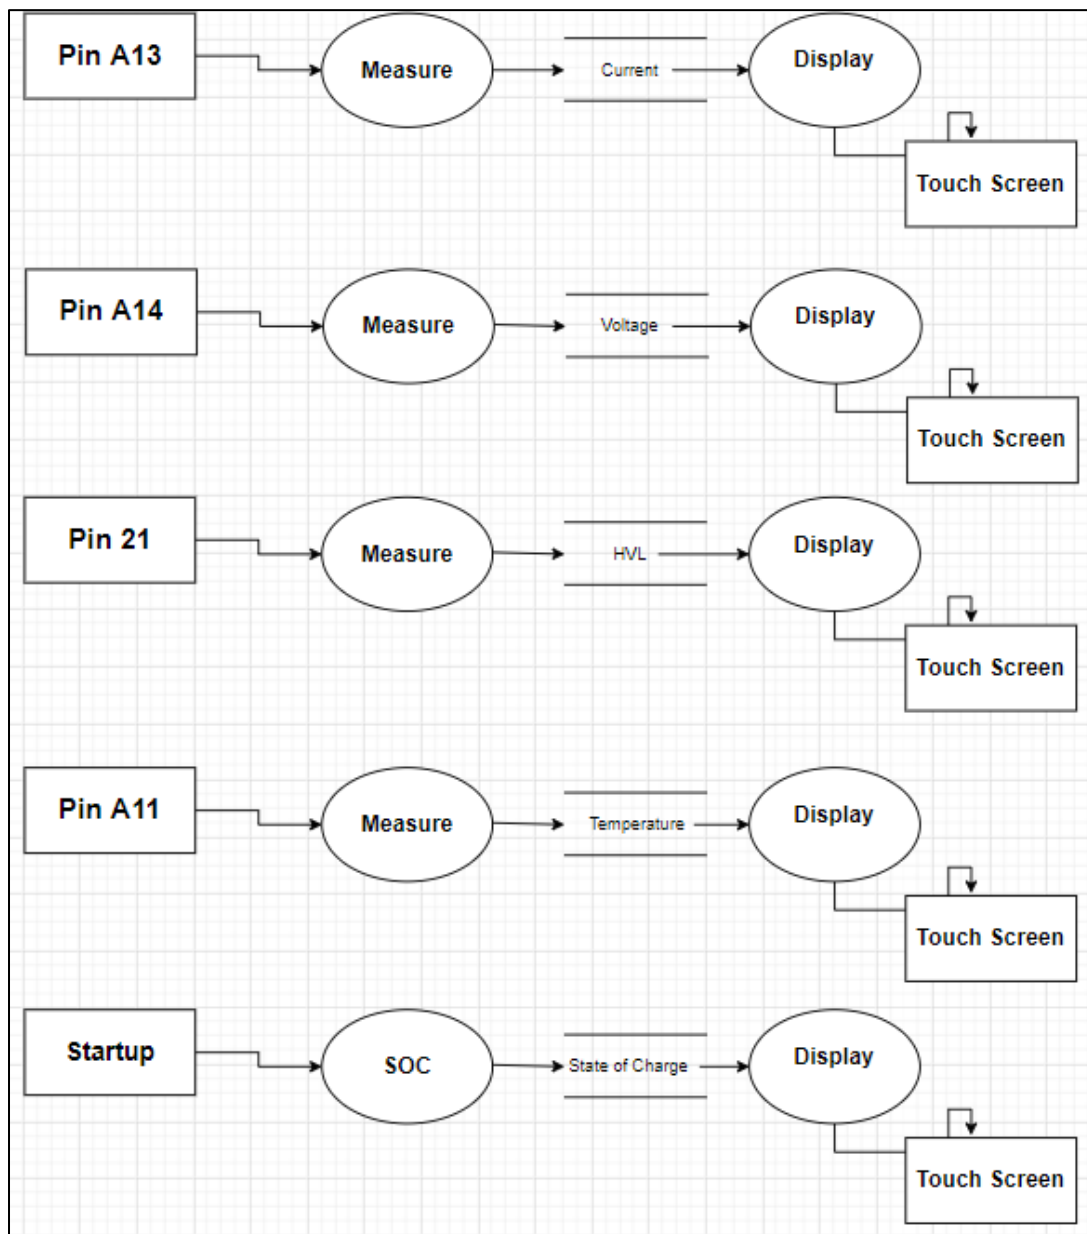 Pin A13
Measure
Current
Display
Touch Screen
Pin A14
Measure
Voltage
Display
Touch Screen
Pin 21
Measure
HVL
Display
Touch Screen
Pin A11
Measure
Temperature
Display
Touch Screen
Startup
SOC
State of Charge
Display
Touch Screen